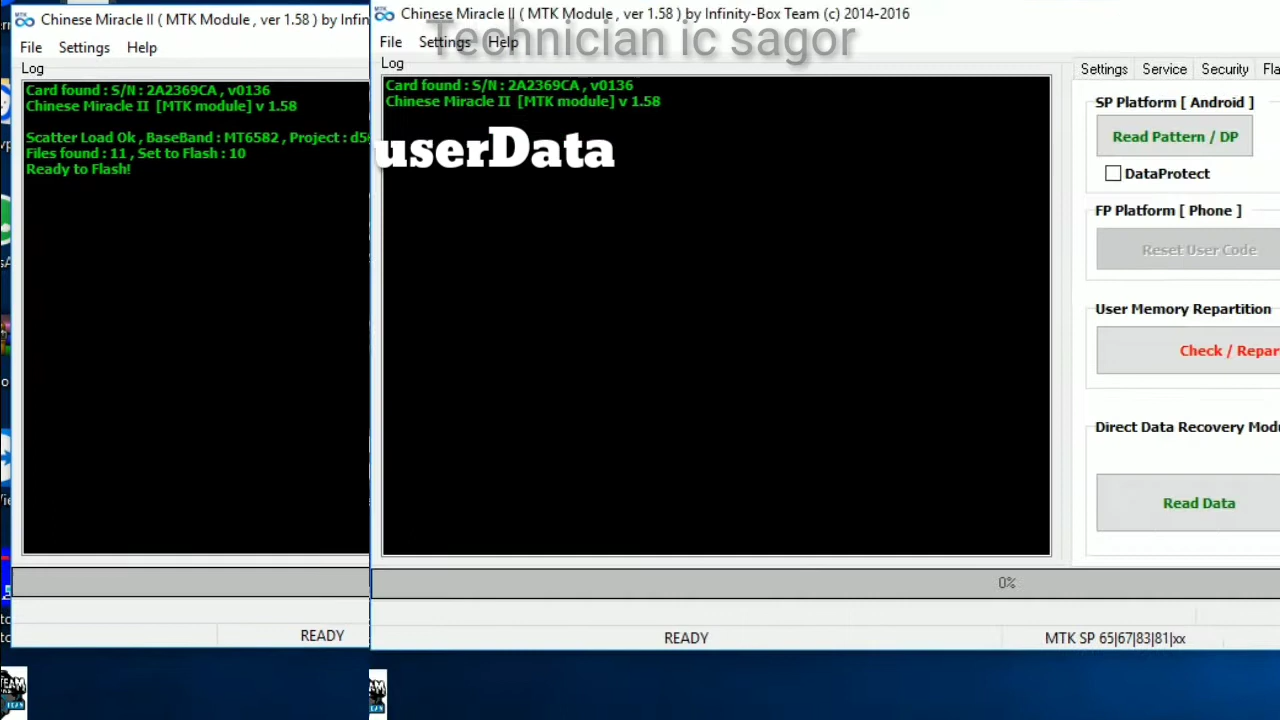 Chinese Miracle II ( MTK Module , ver 1.58 ) by Infin
File Settings Help
Log
Card found : S/N : 2A2369CA , v0136
Chinese Miracle II [MTK module] v 1.58
Scatter Load Ok , BaseBand : MT6582 , Project : d5
Files found : 11 , Set to Flash : 10
Ready to Flash!
READY
Chinese Miracle II ( MTK Module , ver 1.58 ) by Infinity-Box Team (c) 2014-2016
Technician ic sagor
File Settings Help
Log
Card found : S/N : 2A2369CA , v0136
Chinese Miracle II [MTK module] v 1.58
userData
Settings Service Security Fla
SP Platform [ Android ]
Read Pattern / DP
DataProtect
FP Platform [ Phone ]
Reset User Code
User Memory Repartition
Check / Repar
Direct Data Recovery Modu
Read Data
0%
READY
MTK SP 65|67|83|81|xx